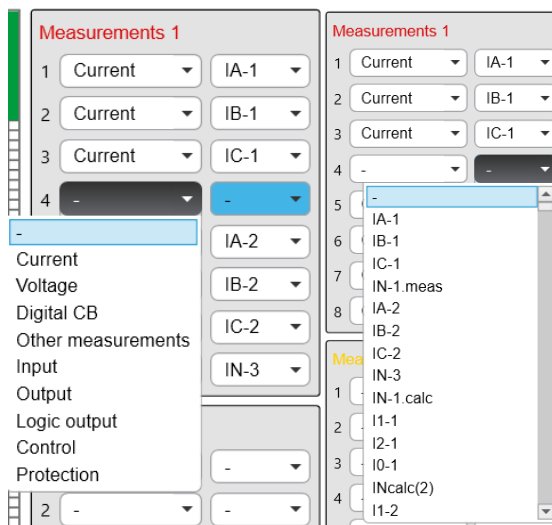 Measurements 1
1 Current IA-1
2 Current IB-1
3 Current IC-1
4 - -
-
Current
Voltage
Digital CB
Other measurements
Input
Output
Logic output
Control
Protection
IA-2
IB-2
IC-2
IN-3
-
2 - -
Measurements 1
1 Current IA-1
2 Current IB-1
3 Current IC-1
4 - -
5
6
7
8
-
IA-1
IB-1
IC-1
IN-1.meas
IA-2
IB-2
IC-2
IN-3
IN-1.calc
I1-1
I2-1
I0-1
INcalc(2)
I1-2
Mea
1
2
3
4